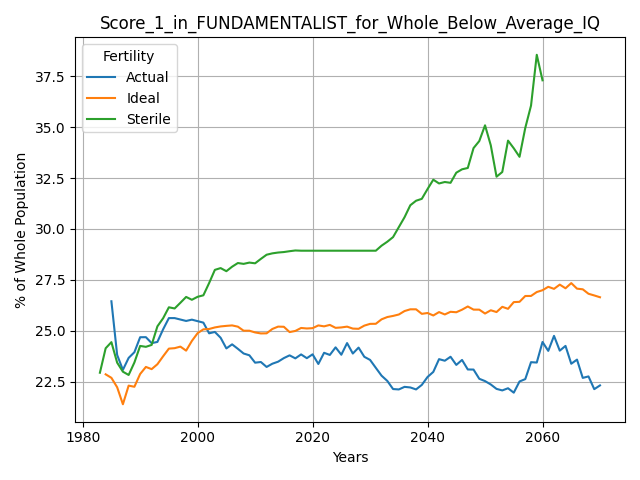 Score_1_in_FUNDAMENTALIST_for_Whole_Below_Average_IQ
Fertility
Actual
Ideal
Sterile
% of Whole Population
37.5
35.0
32.5
30.0
27.5
25.0
22.5
1980
2000
2020
2040
2060
Years